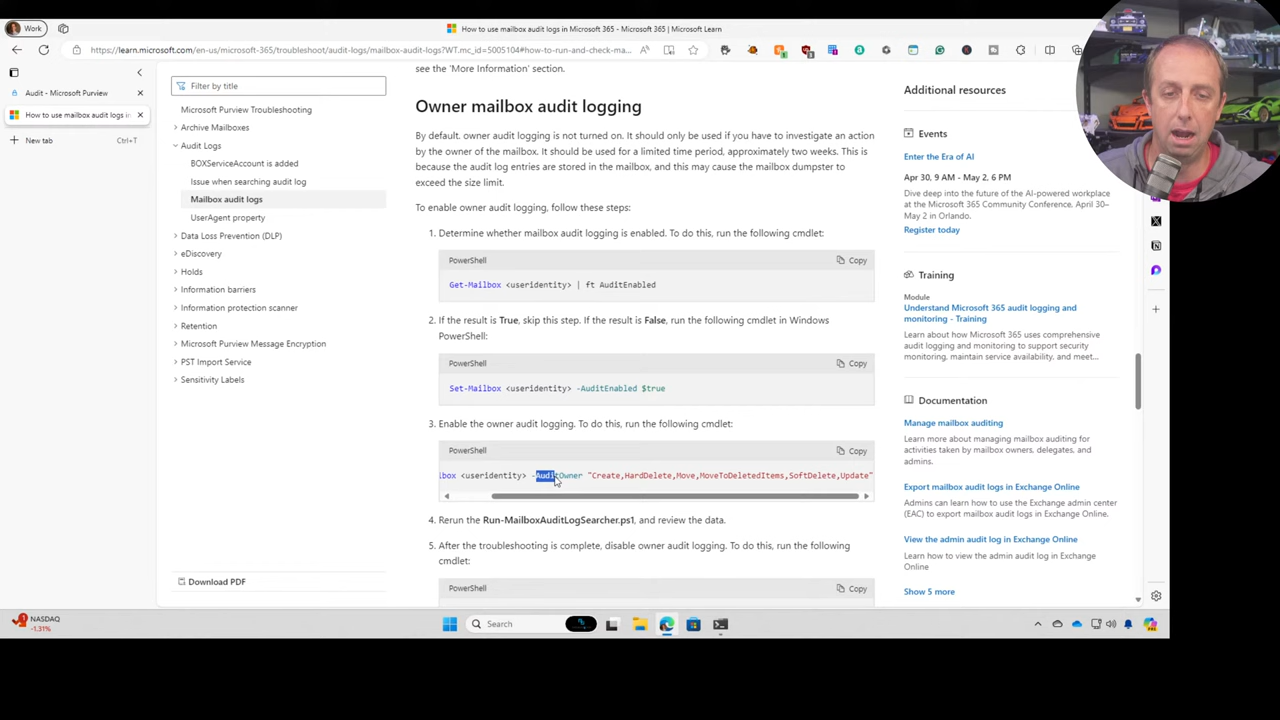 Work
How to use mailbox audit logs in Microsoft 365 - Microsoft 365 | Microsoft Learn
https://learn.microsoft.com/en-us/microsoft-365/troubleshoot/audit-logs/mailbox-audit-logs?WT.mc_id=5005104#how-to-run-and-check-ma...
Audit - Microsoft Purview
How to use mailbox audit logs in
New tab
Ctrl+T
Filter by title
Microsoft Purview Troubleshooting
Archive Mailboxes
Audit Logs
BOXServiceAccount is added
Issue when searching audit log
Mailbox audit logs
UserAgent property
Data Loss Prevention (DLP)
eDiscovery
Holds
Information barriers
Information protection scanner
Retention
Microsoft Purview Message Encryption
PST Import Service
Sensitivity Labels
Download PDF
see the 'More Information' section.
Owner mailbox audit logging
By default, owner audit logging is not turned on. It should only be used if you have to investigate an action
by the owner of the mailbox. It should be used for a limited time period, approximately two weeks. This is
because the audit log entries are stored in the mailbox, and this may cause the mailbox dumpster to
exceed the size limit.
To enable owner audit logging, follow these steps:
1. Determine whether mailbox audit logging is enabled. To do this, run the following cmdlet:
PowerShell
Copy
Get-Mailbox <useridentity> | ft AuditEnabled
2. If the result is True, skip this step. If the result is False, run the following cmdlet in Windows
PowerShell:
PowerShell
Copy
Set-Mailbox <useridentity> -AuditEnabled $true
3. Enable the owner audit logging. To do this, run the following cmdlet:
PowerShell
Copy
lbox <useridentity> -AuditOwner "Create,HardDelete,Move,MoveToDeletedItems,SoftDelete,Update"
4. Rerun the Run-MailboxAuditLogSearcher.ps1, and review the data.
5. After the troubleshooting is complete, disable owner audit logging. To do this, run the following
cmdlet:
PowerShell
Copy
Additional resources
Events
Enter the Era of AI
Apr 30, 9 AM - May 2, 6 PM
Dive deep into the future of the AI-powered workplace
at the Microsoft 365 Community Conference, April 30–
May 2 in Orlando.
Register today
Training
Module
Understand Microsoft 365 audit logging and
monitoring - Training
Learn about how Microsoft 365 uses comprehensive
audit logging and monitoring to support security
monitoring, maintain service availability, and meet...
Documentation
Manage mailbox auditing
Learn more about managing mailbox auditing of
actions taken by mailbox owners, delegates, and
admins.
Export mailbox audit logs in Exchange Online
Admins can learn how to use the Exchange admin center
(EAC) to export mailbox audit logs in Exchange Online.
View the admin audit log in Exchange Online
Learn how to view the admin audit log in Exchange
Online
Show 5 more
NASDAQ
-1.31%
Search